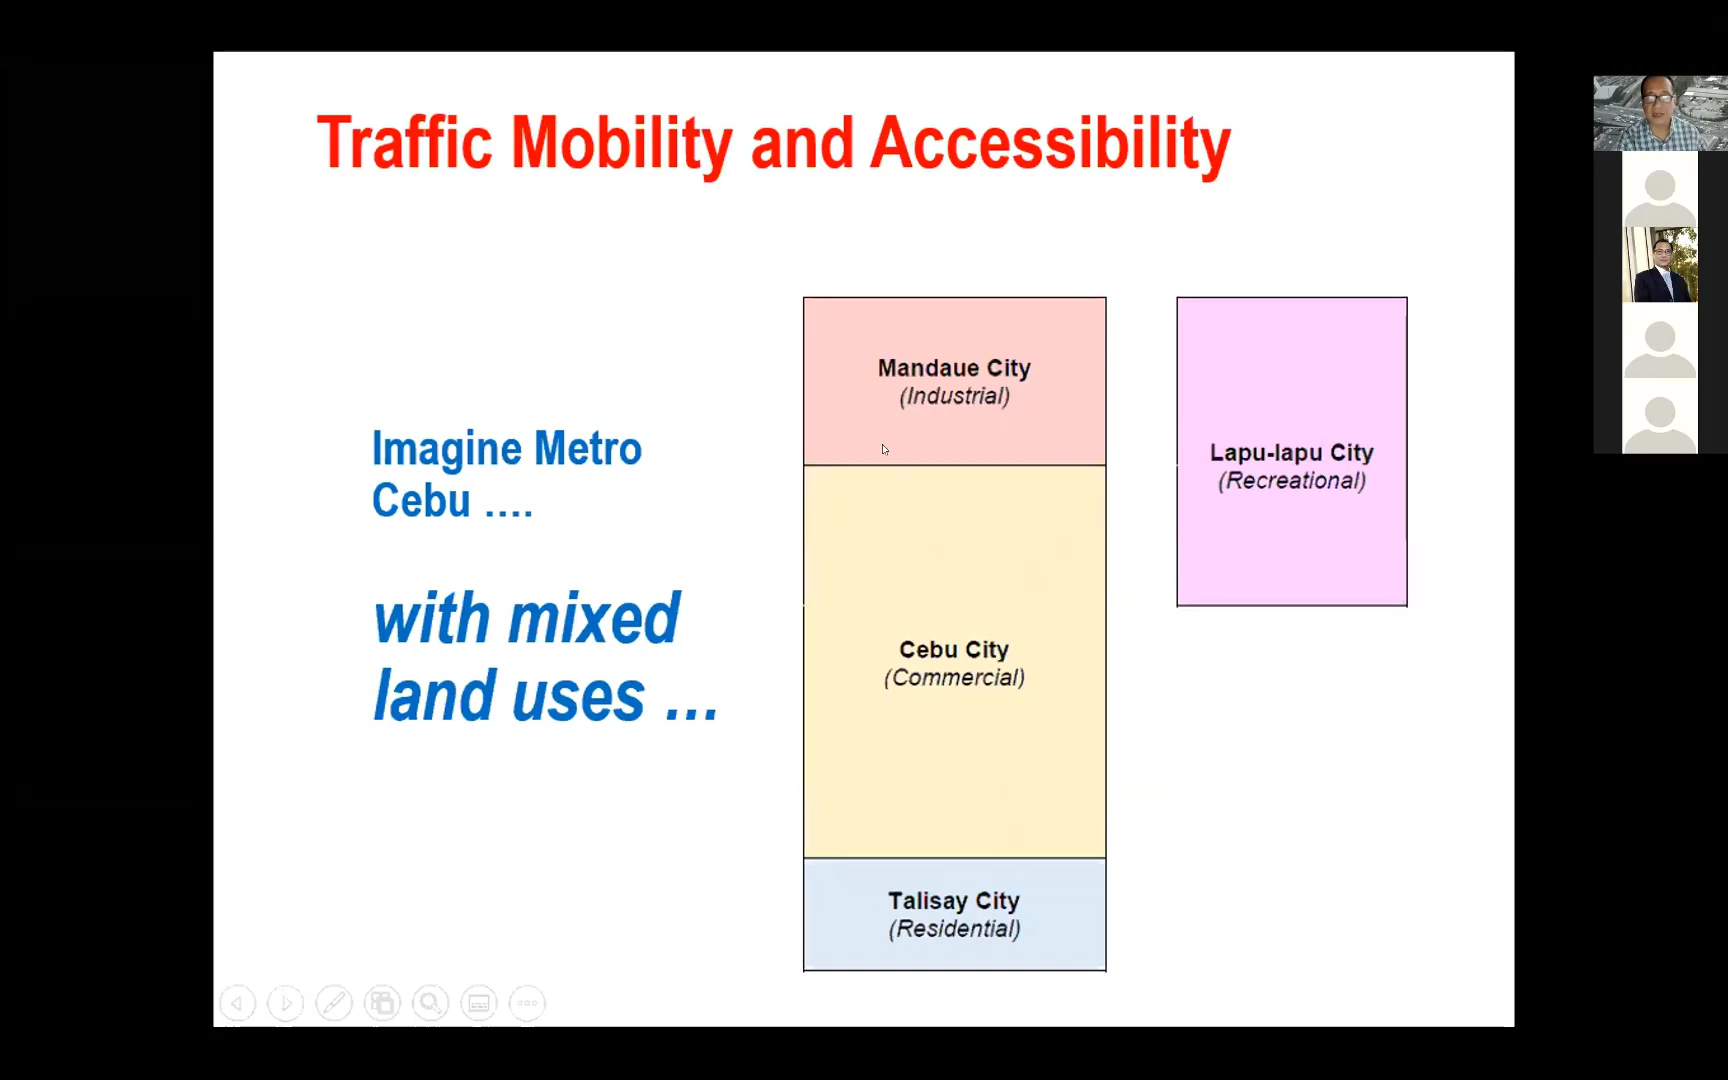 Traffic Mobility and Accessibility
Imagine Metro
Cebu ....
with mixed
land uses ...
Mandaue City
(Industrial)
Cebu City
(Commercial)
Talisay City
(Residential)
Lapu-lapu City
(Recreational)